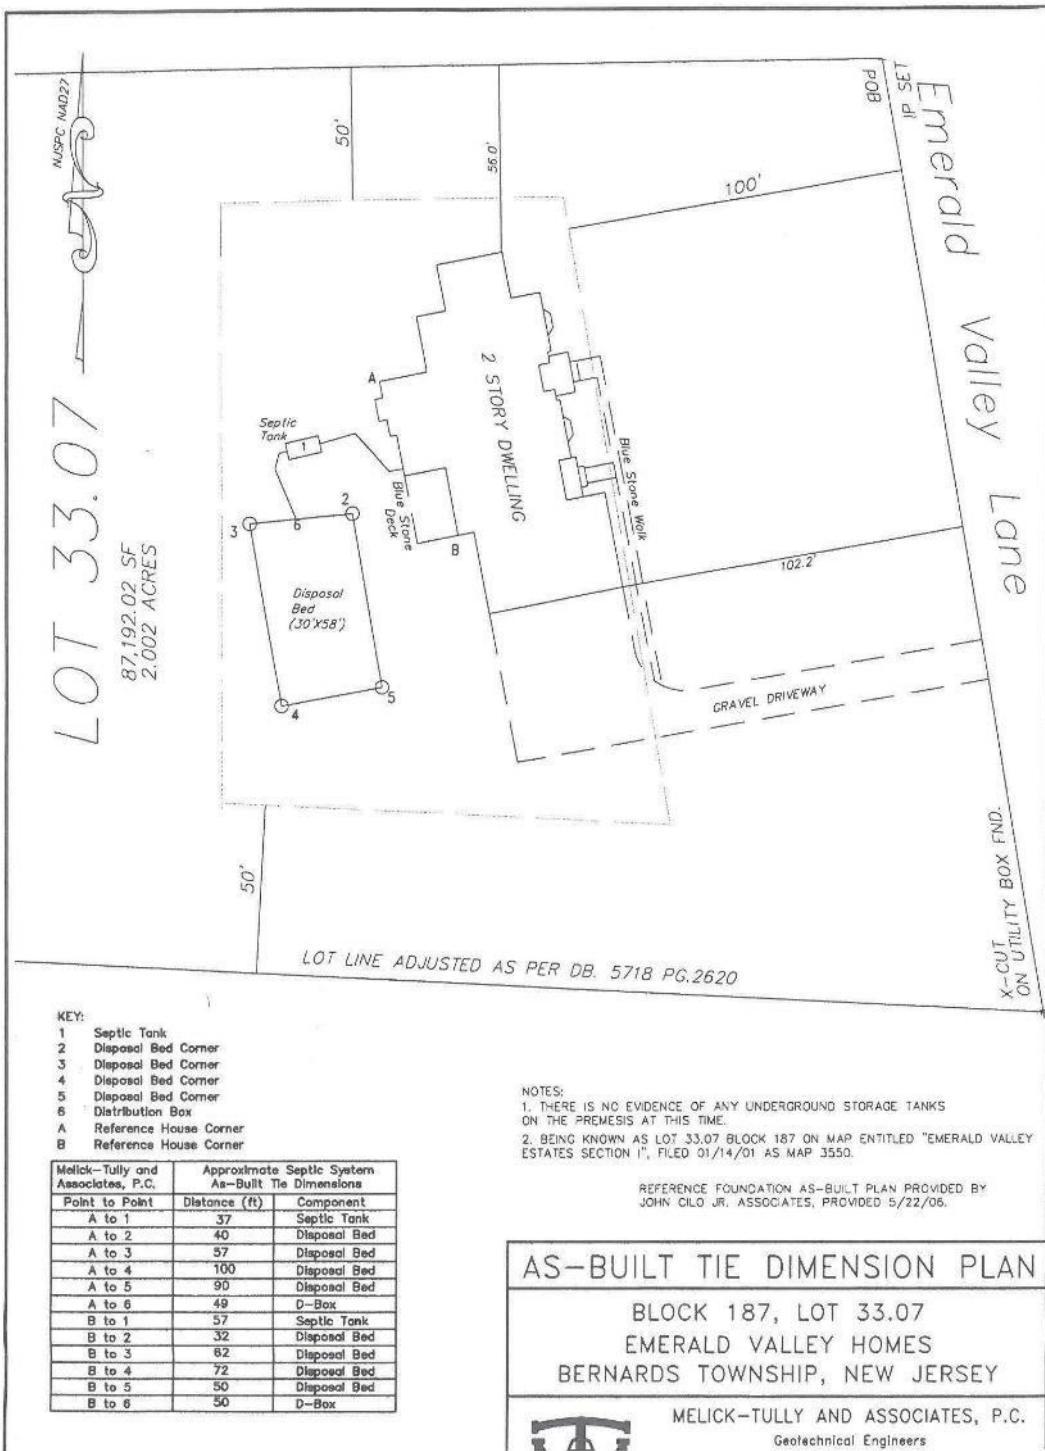 NJSPC NAD27
50'
56.0'
POB
IP SET
Emerald Valley Lane
100'
A
2 STORY DWELLING
Septic
Tank
1
Blue Stone
Deck
Blue Stone Walk
LOT 33.07
87,192.02 SF
2.002 ACRES
2
3
6
B
102.2'
Disposal
Bed
(30'X58')
5
4
GRAVEL DRIVEWAY
50'
X-CUT
ON UTILITY BOX FND.
LOT LINE ADJUSTED AS PER DB. 5718 PG.2620
KEY:
1 Septic Tank
2 Disposal Bed Corner
3 Disposal Bed Corner
4 Disposal Bed Corner
5 Disposal Bed Corner
6 Distribution Box
A Reference House Corner
B Reference House Corner
Melick-Tully and Associates, P.C. Approximate Septic System As-Built Tie Dimensions
Point to Point Distance (ft) Component
A to 1 37 Septic Tank
A to 2 40 Disposal Bed
A to 3 57 Disposal Bed
A to 4 100 Disposal Bed
A to 5 90 Disposal Bed
A to 6 49 D-Box
B to 1 57 Septic Tank
B to 2 32 Disposal Bed
B to 3 62 Disposal Bed
B to 4 72 Disposal Bed
B to 5 50 Disposal Bed
B to 6 50 D-Box
NOTES:
1. THERE IS NO EVIDENCE OF ANY UNDERGROUND STORAGE TANKS
ON THE PREMESIS AT THIS TIME.
2. BEING KNOWN AS LOT 33.07 BLOCK 187 ON MAP ENTITLED "EMERALD VALLEY
ESTATES SECTION I", FILED 01/14/01 AS MAP 3550.
REFERENCE FOUNDATION AS-BUILT PLAN PROVIDED BY
JOHN CILO JR. ASSOCIATES, PROVIDED 5/22/06.
AS-BUILT TIE DIMENSION PLAN
BLOCK 187, LOT 33.07
EMERALD VALLEY HOMES
BERNARDS TOWNSHIP, NEW JERSEY
MELICK-TULLY AND ASSOCIATES, P.C.
Geotechnical Engineers